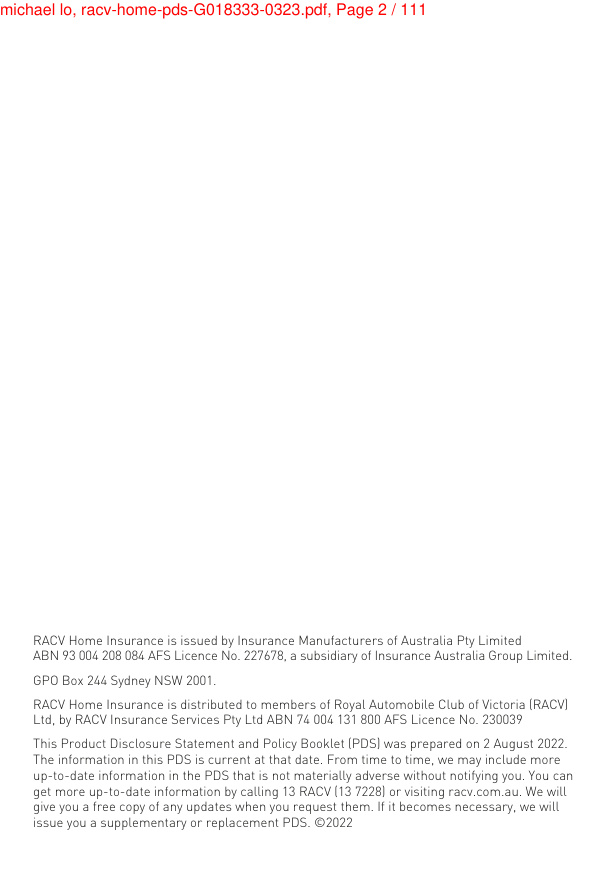 michael lo, racv-home-pds-G018333-0323.pdf, Page 2 / 111
RACV Home Insurance is issued by Insurance Manufacturers of Australia Pty Limited
ABN 93 004 208 084 AFS Licence No. 227678, a subsidiary of Insurance Australia Group Limited.
GPO Box 244 Sydney NSW 2001.
RACV Home Insurance is distributed to members of Royal Automobile Club of Victoria (RACV)
Ltd, by RACV Insurance Services Pty Ltd ABN 74 004 131 800 AFS Licence No. 230039
This Product Disclosure Statement and Policy Booklet (PDS) was prepared on 2 August 2022.
The information in this PDS is current at that date. From time to time, we may include more
up-to-date information in the PDS that is not materially adverse without notifying you. You can
get more up-to-date information by calling 13 RACV (13 7228) or visiting racv.com.au. We will
give you a free copy of any updates when you request them. If it becomes necessary, we will
issue you a supplementary or replacement PDS. ©2022